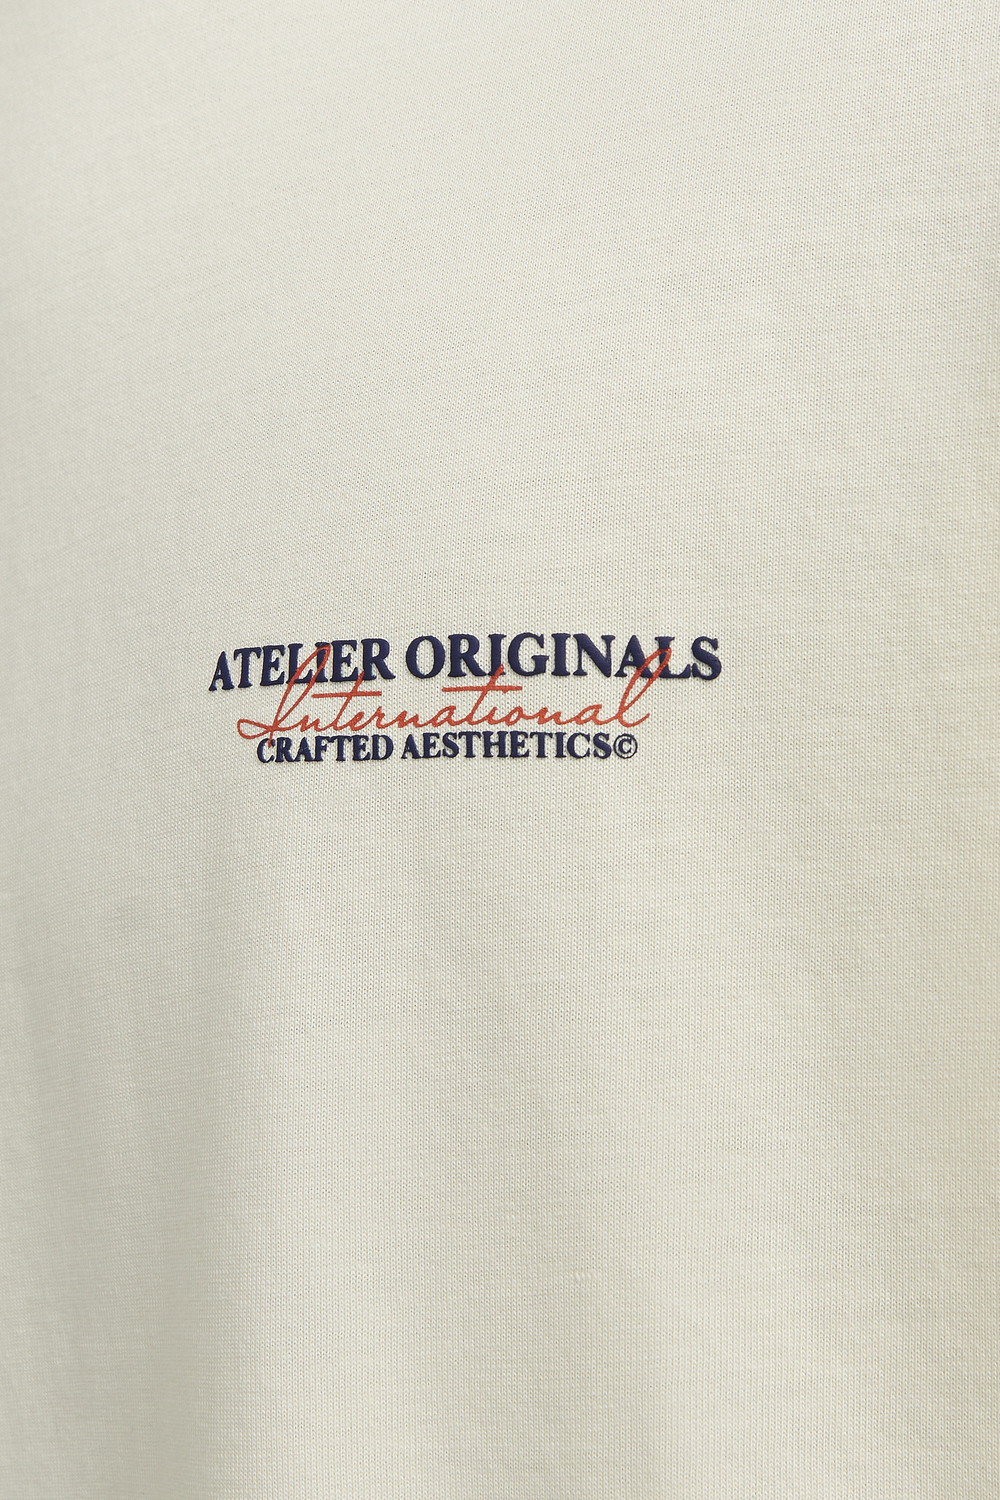 ATELIER ORIGINALS
International
CRAFTED AESTHETICS©